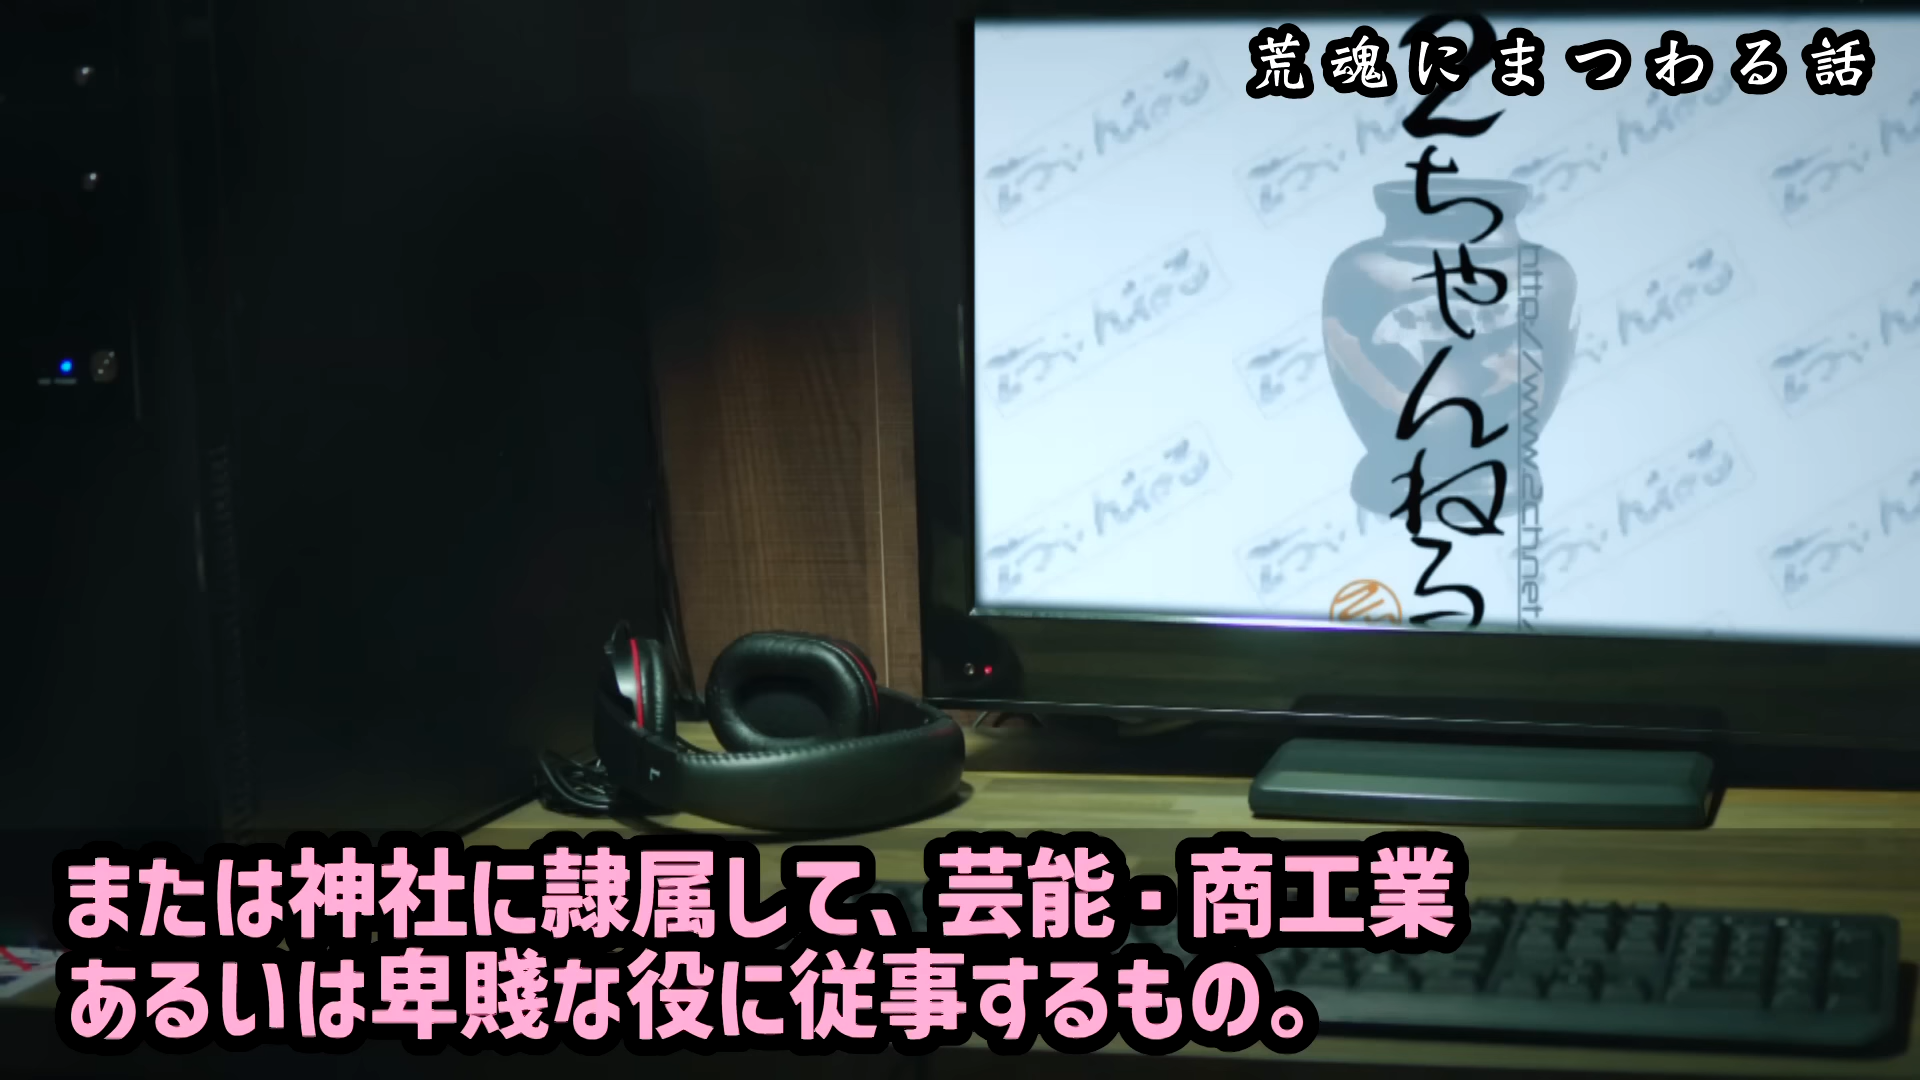 荒魂にまつわる話
2ちゃんねる
http://www.2ch.net/
または神社に隷属して、芸能・商工業
あるいは卑賤な役に従事するもの。